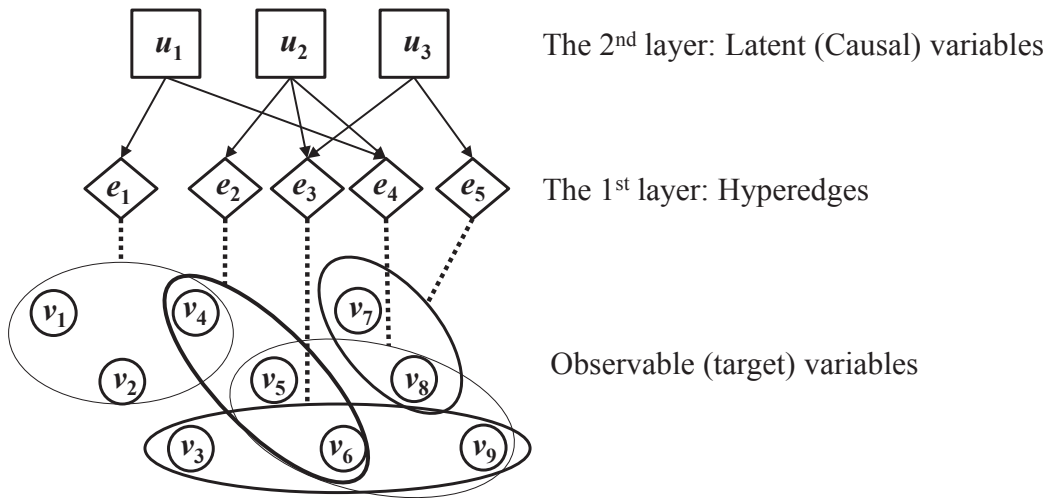 u1 u2 u3 The 2nd layer: Latent (Causal) variables
e1 e2 e3 e4 e5 The 1st layer: Hyperedges
v1 v4 v7
v2 v5 v8 Observable (target) variables
v3 v6 v9